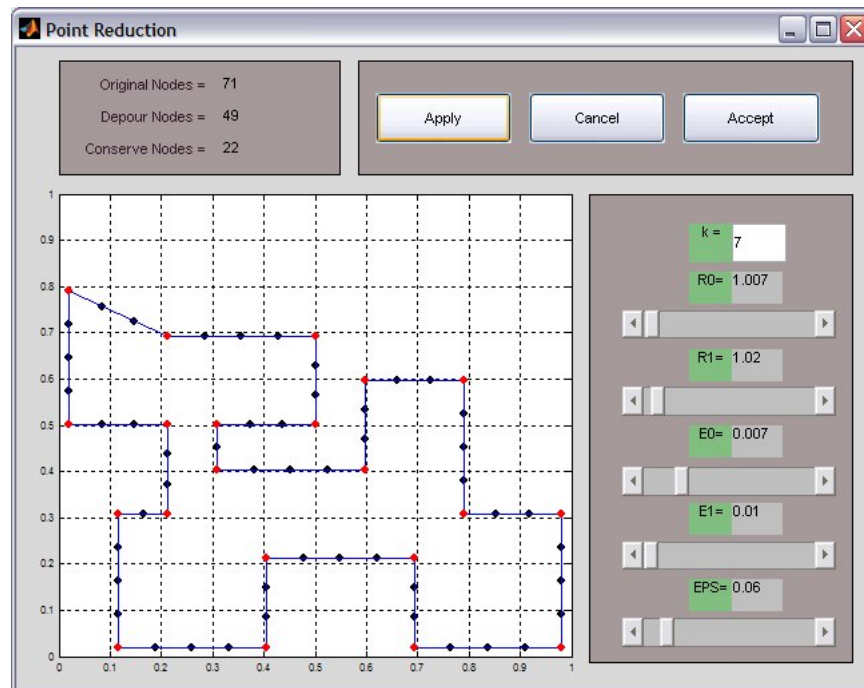 Point Reduction
Original Nodes = 71
Depour Nodes = 49
Conserve Nodes = 22
Apply
Cancel
Accept
1
0.9
0.8
0.7
0.6
0.5
0.4
0.3
0.2
0.1
0
0 0.1 0.2 0.3 0.4 0.5 0.6 0.7 0.8 0.9 1
k = 7
R0= 1.007
R1= 1.02
E0= 0.007
E1= 0.01
EPS= 0.06